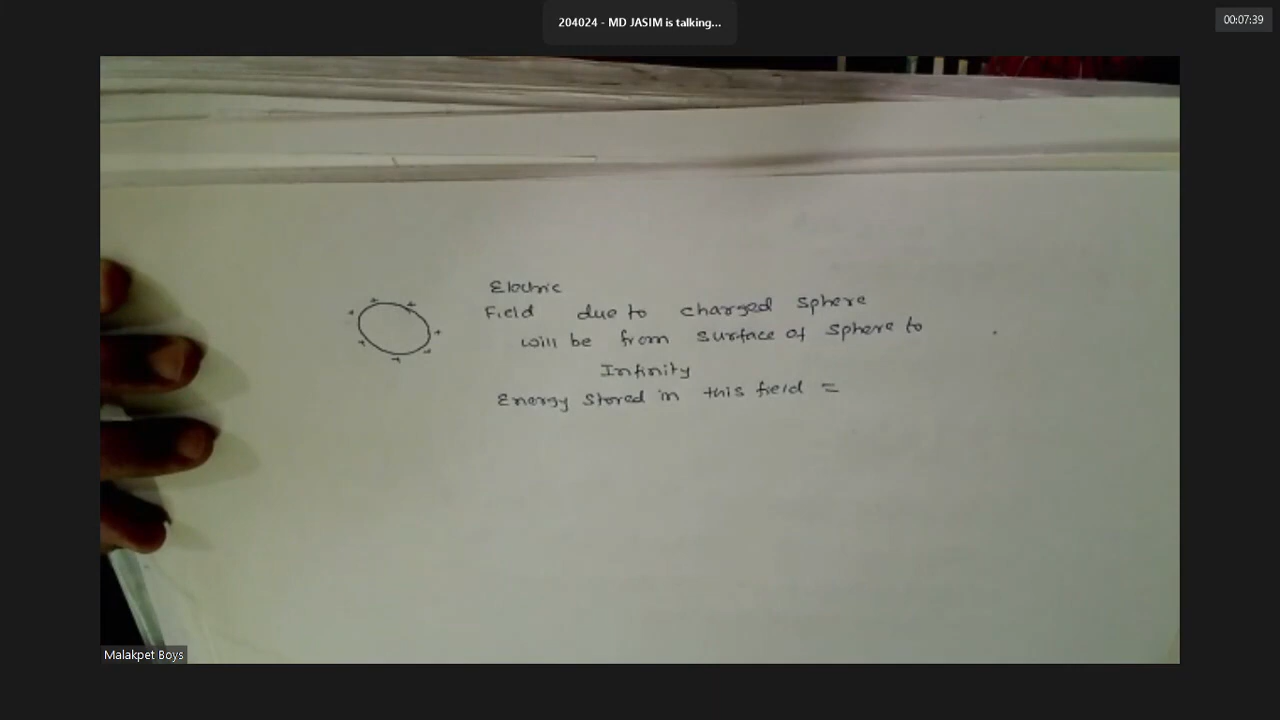 204024 - MD JASIM is talking...
00:07:39
Electric
Field due to charged sphere
will be from surface of sphere to
Infinity
Energy stored in this field =
Malakpet Boys